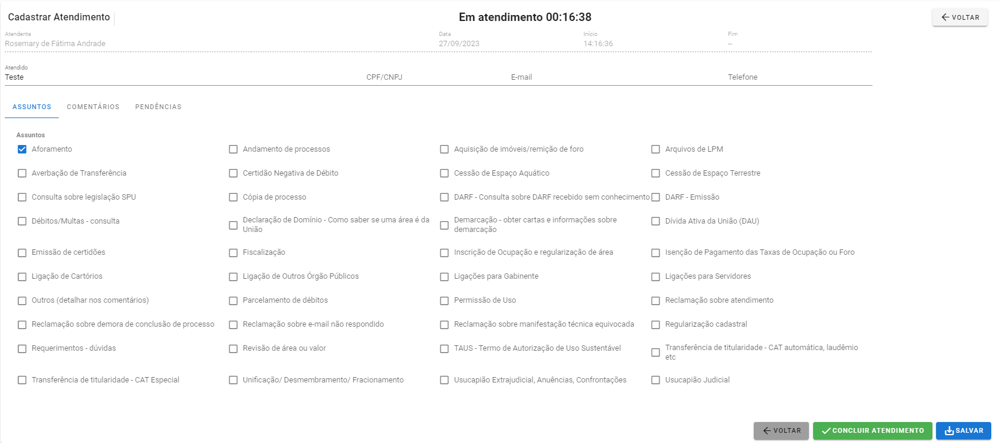 Cadastrar Atendimento
Em atendimento 00:16:38
VOLTAR
Atendente
Data
Início
Fim
Rosemary de Fátima Andrade
27/09/2023
14:16:36
--
Atendido
Teste
CPF/CNPJ
E-mail
Telefone
ASSUNTOS
COMENTÁRIOS
PENDÊNCIAS
Assuntos
Aforamento
Andamento de processos
Aquisição de imóveis/remição de foro
Arquivos de LPM
Averbação de Transferência
Certidão Negativa de Débito
Cessão de Espaço Aquático
Cessão de Espaço Terrestre
Consulta sobre legislação SPU
Cópia de processo
DARF - Consulta sobre DARF recebido sem conhecimento
DARF - Emissão
Débitos/Multas - consulta
Declaração de Domínio - Como saber se uma área é da
União
Demarcação - obter cartas e informações sobre
demarcação
Dívida Ativa da União (DAU)
Emissão de certidões
Fiscalização
Inscrição de Ocupação e regularização de área
Isenção de Pagamento das Taxas de Ocupação ou Foro
Ligação de Cartórios
Ligação de Outros Órgão Públicos
Ligações para Gabinente
Ligações para Servidores
Outros (detalhar nos comentários)
Parcelamento de débitos
Permissão de Uso
Reclamação sobre atendimento
Reclamação sobre demora de conclusão de processo
Reclamação sobre e-mail não respondido
Reclamação sobre manifestação técnica equivocada
Regularização cadastral
Requerimentos - dúvidas
Revisão de área ou valor
TAUS - Termo de Autorização de Uso Sustentável
Transferência de titularidade - CAT automática, laudêmio
etc
Transferência de titularidade - CAT Especial
Unificação/ Desmembramento/ Fracionamento
Usucapião Extrajudicial, Anuências, Confrontações
Usucapião Judicial
VOLTAR
CONCLUIR ATENDIMENTO
SALVAR